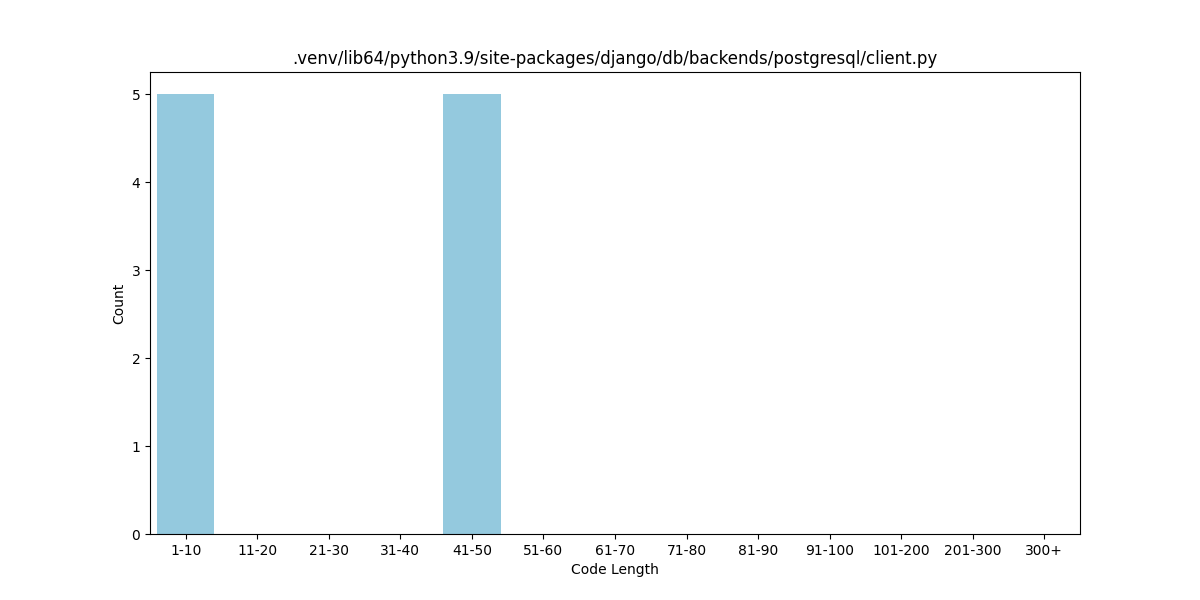 .venv/lib64/python3.9/site-packages/django/db/backends/postgresql/client.py
5
4
3
2
1
0
Count
1-10 11-20 21-30 31-40 41-50 51-60 61-70 71-80 81-90 91-100 101-200 201-300 300+
Code Length